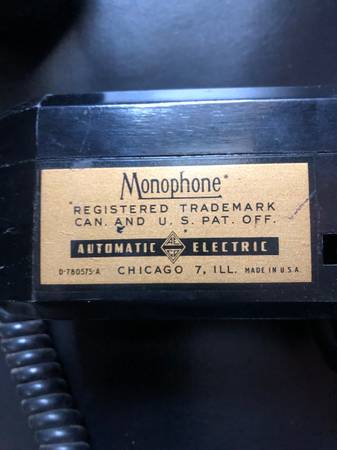 Monophone*
*REGISTERED TRADEMARK
CAN. AND U. S. PAT. OFF.
AUTOMATIC ELECTRIC
D-780575-A CHICAGO 7, ILL. MADE IN U.S.A.